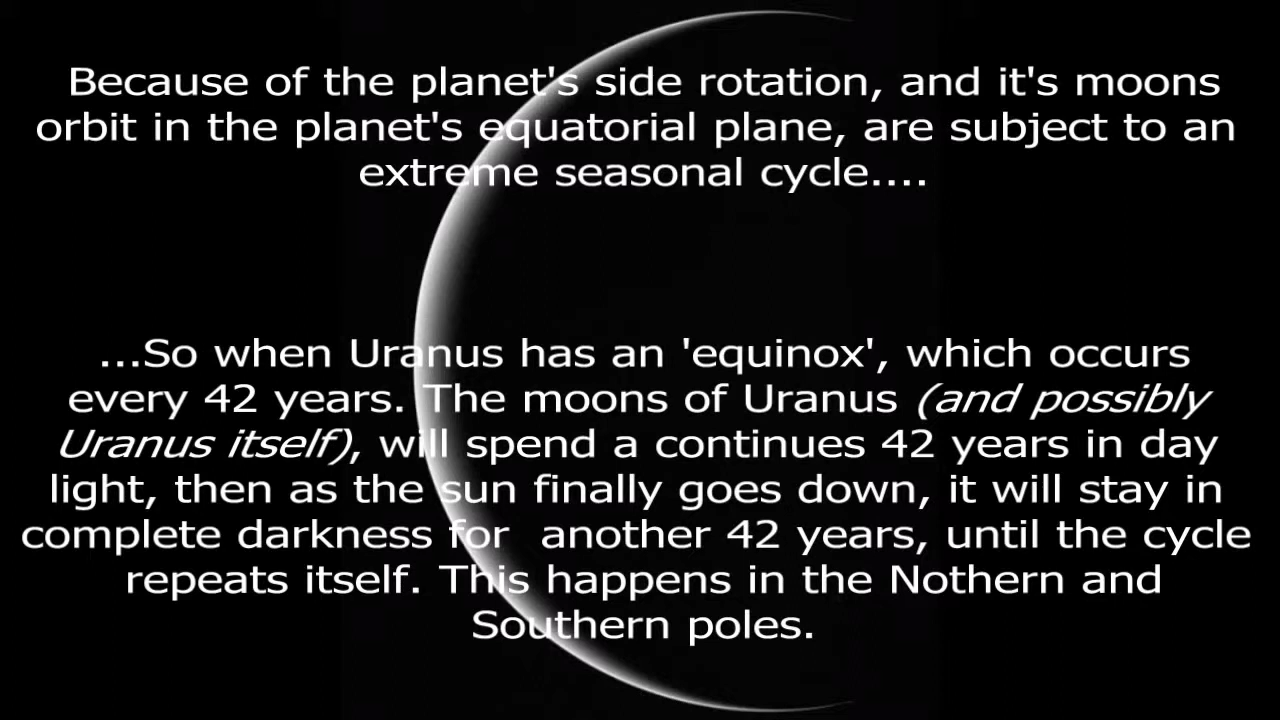 Because of the planet's side rotation, and it's moons
orbit in the planet's equatorial plane, are subject to an
extreme seasonal cycle....
...So when Uranus has an 'equinox', which occurs
every 42 years. The moons of Uranus (and possibly
Uranus itself), will spend a continues 42 years in day
light, then as the sun finally goes down, it will stay in
complete darkness for  another 42 years, until the cycle
repeats itself. This happens in the Nothern and
Southern poles.